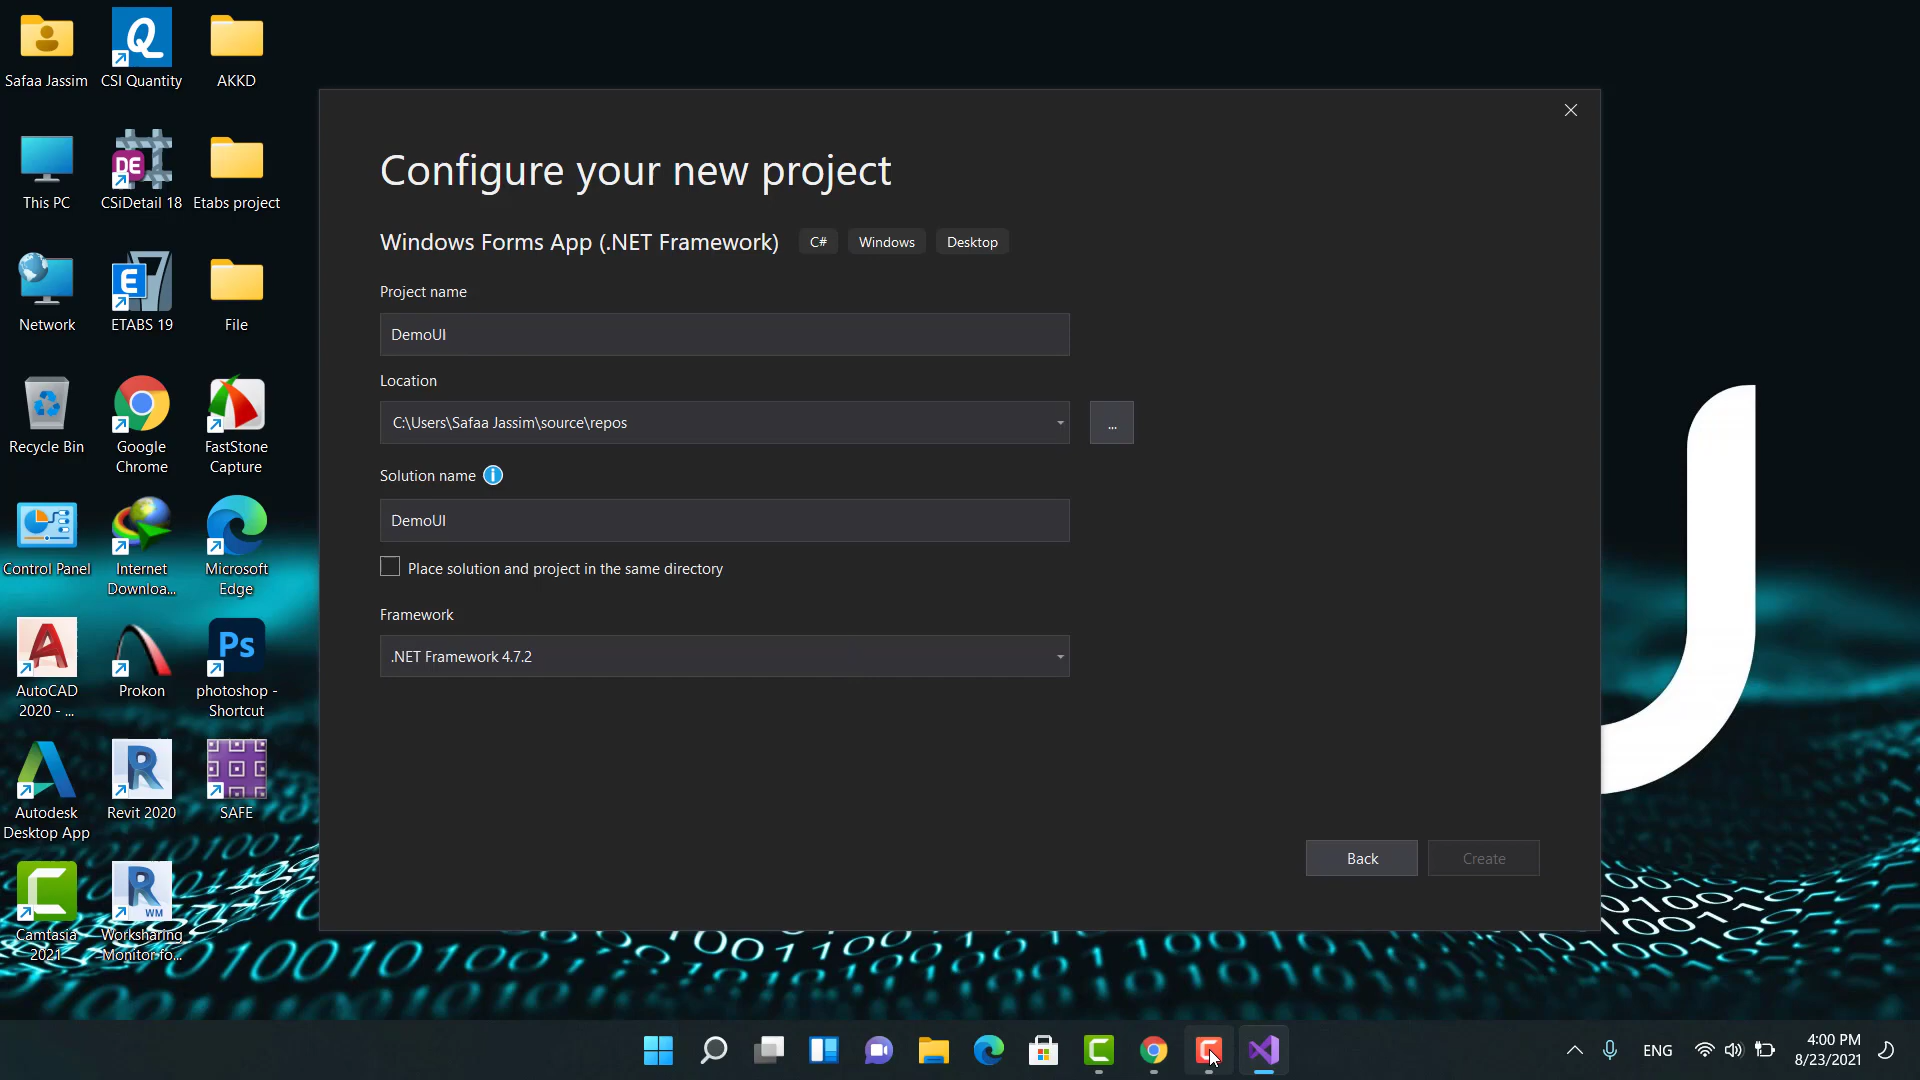 Safaa Jassim
CSI Quantity
AKKD
This PC
CSiDetail 18
Etabs project
Network
ETABS 19
File
Recycle Bin
Google
Chrome
FastStone
Capture
Control Panel
Internet
Downloa...
Microsoft
Edge
AutoCAD
2020 - ...
Prokon
photoshop -
Shortcut
Autodesk
Desktop App
Revit 2020
SAFE
Camtasia
2021
Worksharing
Monitor fo...
Configure your new project
Windows Forms App (.NET Framework) C# Windows Desktop
Project name
DemoUI
Location
C:\Users\Safaa Jassim\source\repos
...
Solution name
DemoUI
Place solution and project in the same directory
Framework
.NET Framework 4.7.2
Back Create
ENG
4:00 PM
8/23/2021